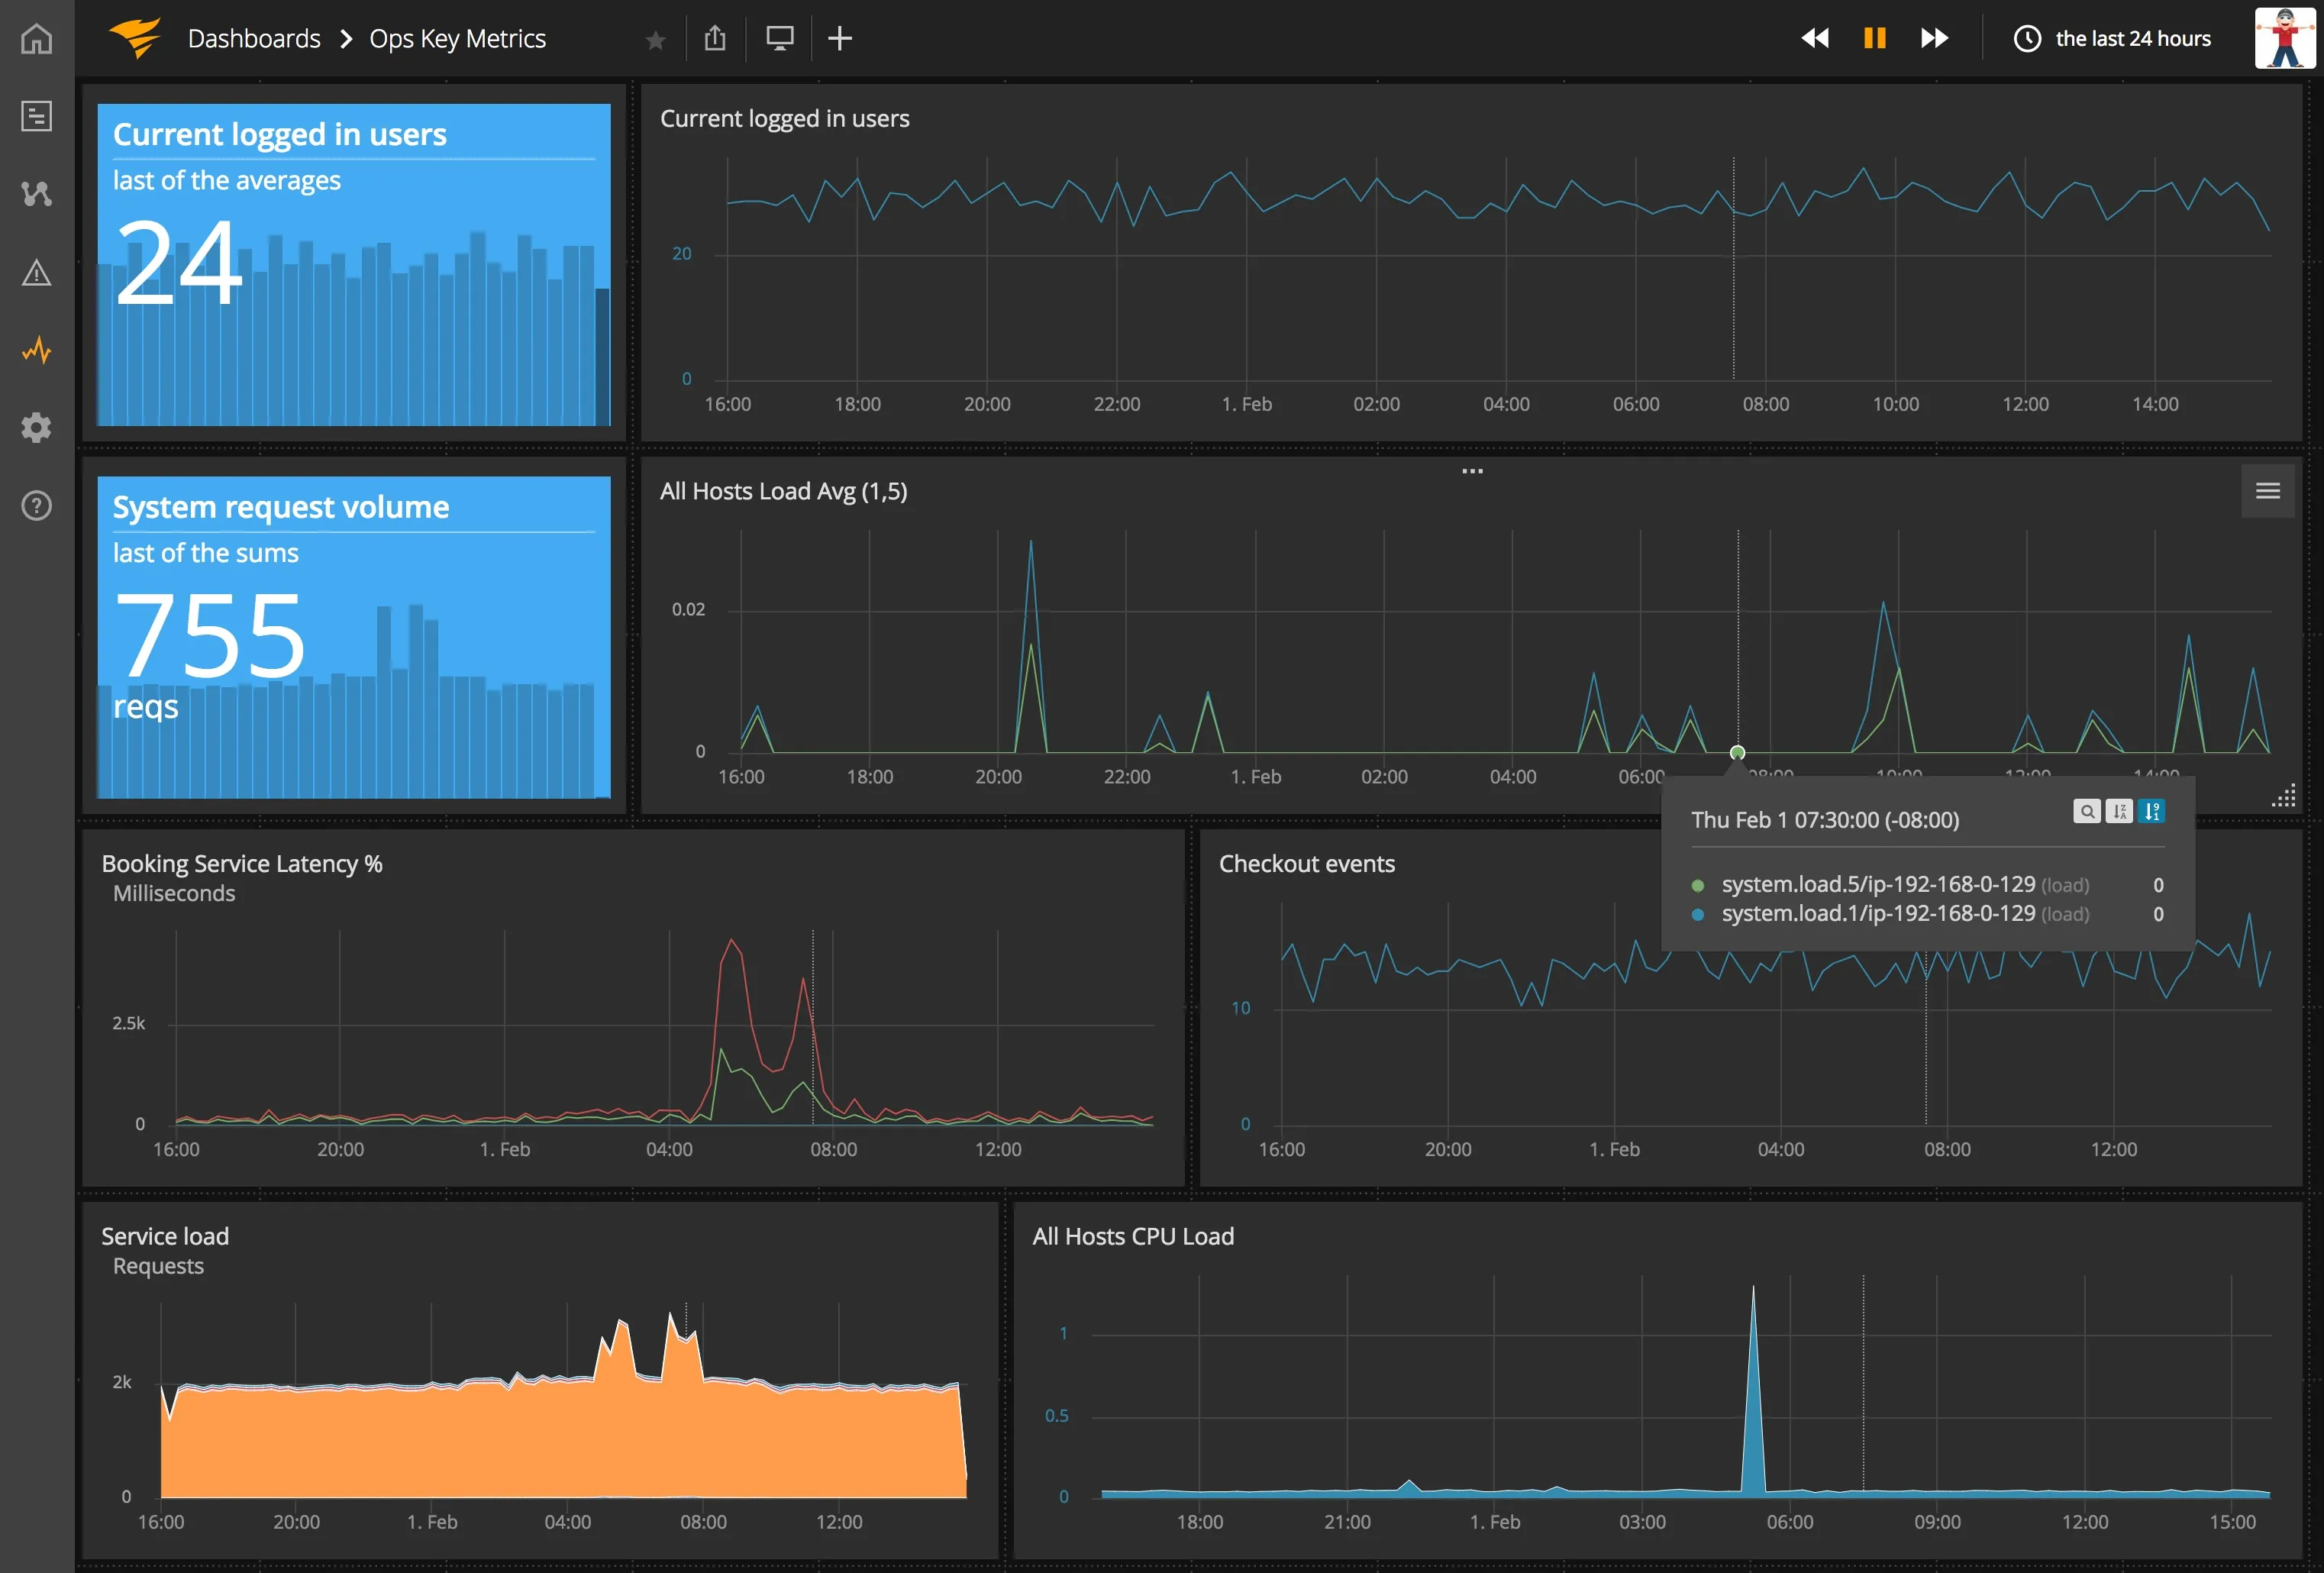 Dashboards > Ops Key Metrics
the last 24 hours
Current logged in users
last of the averages
24
Current logged in users
20
0
16:00 18:00 20:00 22:00 1. Feb 02:00 04:00 06:00 08:00 10:00 12:00 14:00
System request volume
last of the sums
755
reqs
All Hosts Load Avg (1,5)
0.02
0
16:00 18:00 20:00 22:00 1. Feb 02:00 04:00 06:00 08:00 10:00 12:00 14:00
Thu Feb 1 07:30:00 (-08:00)
system.load.5/ip-192-168-0-129 (load) 0
system.load.1/ip-192-168-0-129 (load) 0
Booking Service Latency %
Milliseconds
2.5k
0
16:00 20:00 1. Feb 04:00 08:00 12:00
Checkout events
10
0
16:00 20:00 1. Feb 04:00 08:00 12:00
Service load
Requests
2k
0
16:00 20:00 1. Feb 04:00 08:00 12:00
All Hosts CPU Load
1
0.5
0
18:00 21:00 1. Feb 03:00 06:00 09:00 12:00 15:00